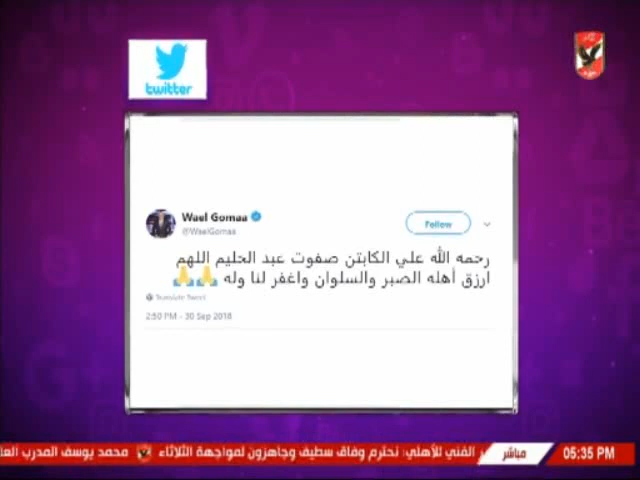 twitter
Wael Gomaa
@WaelGomaa
Follow
رحمه الله علي الكابتن صفوت عبد الحليم اللهم
ارزق أهله الصبر والسلوان واغفر لنا وله 🙏🙏
Translate Tweet
2:50 PM - 30 Sep 2018
05:35 PM
مباشر
الفني للأهلي: نحترم وفاق سطيف وجاهزون لمواجهة الثلاثاء
محمد يوسف المدرب